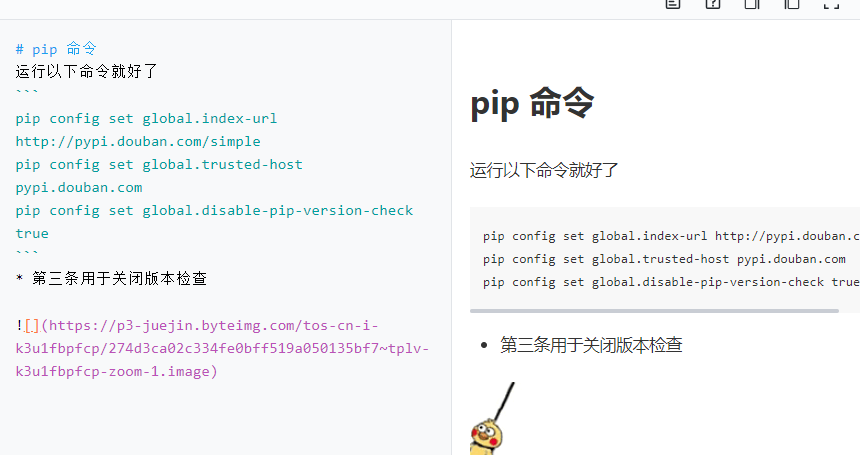 # pip 命令
运行以下命令就好了
```
pip config set global.index-url
http://pypi.douban.com/simple
pip config set global.trusted-host
pypi.douban.com
pip config set global.disable-pip-version-check
true
```
* 第三条用于关闭版本检查
![](https://p3-juejin.byteimg.com/tos-cn-i-
k3u1fbpfcp/274d3ca02c334fe0bff519a050135bf7~tplv-
k3u1fbpfcp-zoom-1.image)
pip 命令
运行以下命令就好了
pip config set global.index-url http://pypi.douban.c
pip config set global.trusted-host pypi.douban.com
pip config set global.disable-pip-version-check true
• 第三条用于关闭版本检查